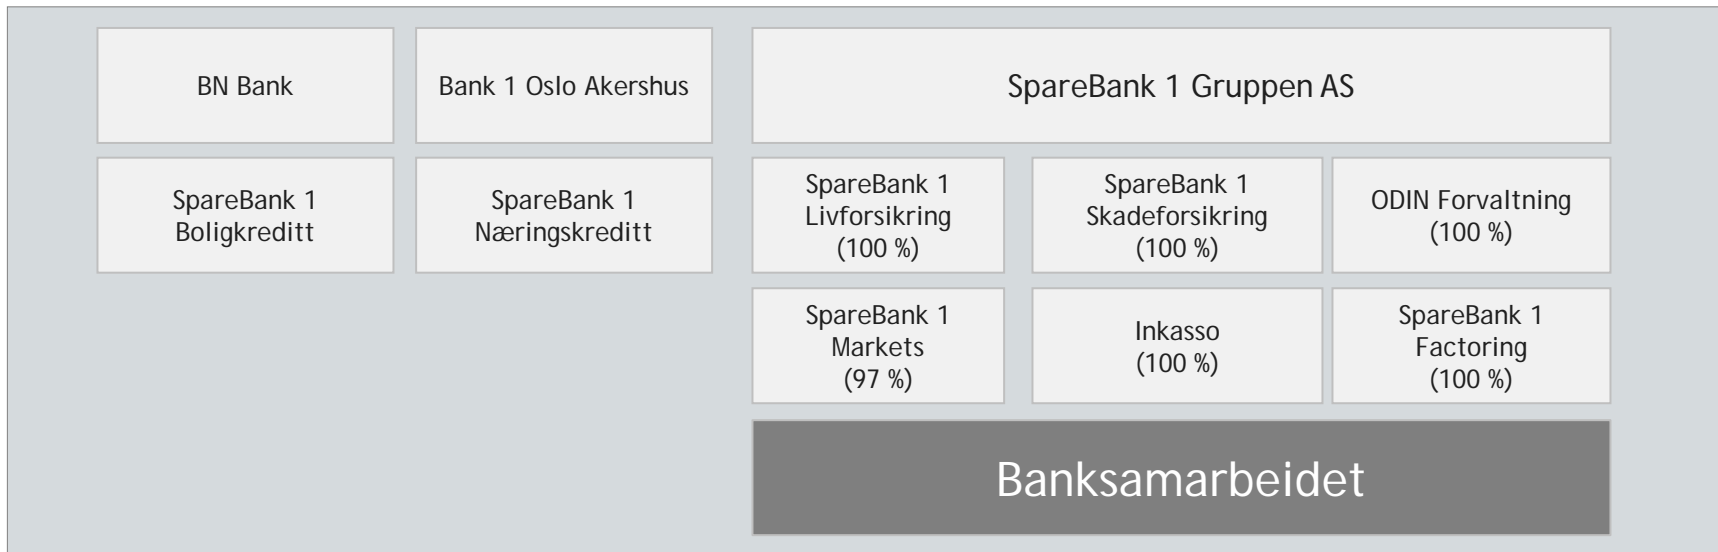 BN Bank
Bank 1 Oslo Akershus
SpareBank 1 Gruppen AS
SpareBank 1
Boligkreditt
SpareBank 1
Næringskreditt
SpareBank 1
Livforsikring
(100 %)
SpareBank 1
Skadeforsikring
(100 %)
ODIN Forvaltning
(100 %)
SpareBank 1
Markets
(97 %)
Inkasso
(100 %)
SpareBank 1
Factoring
(100 %)
Banksamarbeidet